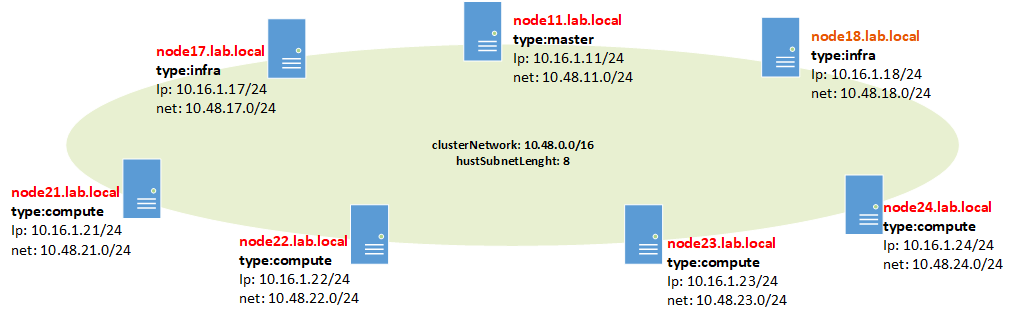 node11.lab.local
type:master
Ip: 10.16.1.11/24
net: 10.48.11.0/24
node17.lab.local
type:infra
Ip: 10.16.1.17/24
net: 10.48.17.0/24
node18.lab.local
type:infra
Ip: 10.16.1.18/24
net: 10.48.18.0/24
clusterNetwork: 10.48.0.0/16
hustSubnetLenght: 8
node21.lab.local
type:compute
Ip: 10.16.1.21/24
net: 10.48.21.0/24
node22.lab.local
type:compute
Ip: 10.16.1.22/24
net: 10.48.22.0/24
node23.lab.local
type:compute
Ip: 10.16.1.23/24
net: 10.48.23.0/24
node24.lab.local
type:compute
Ip: 10.16.1.24/24
net: 10.48.24.0/24